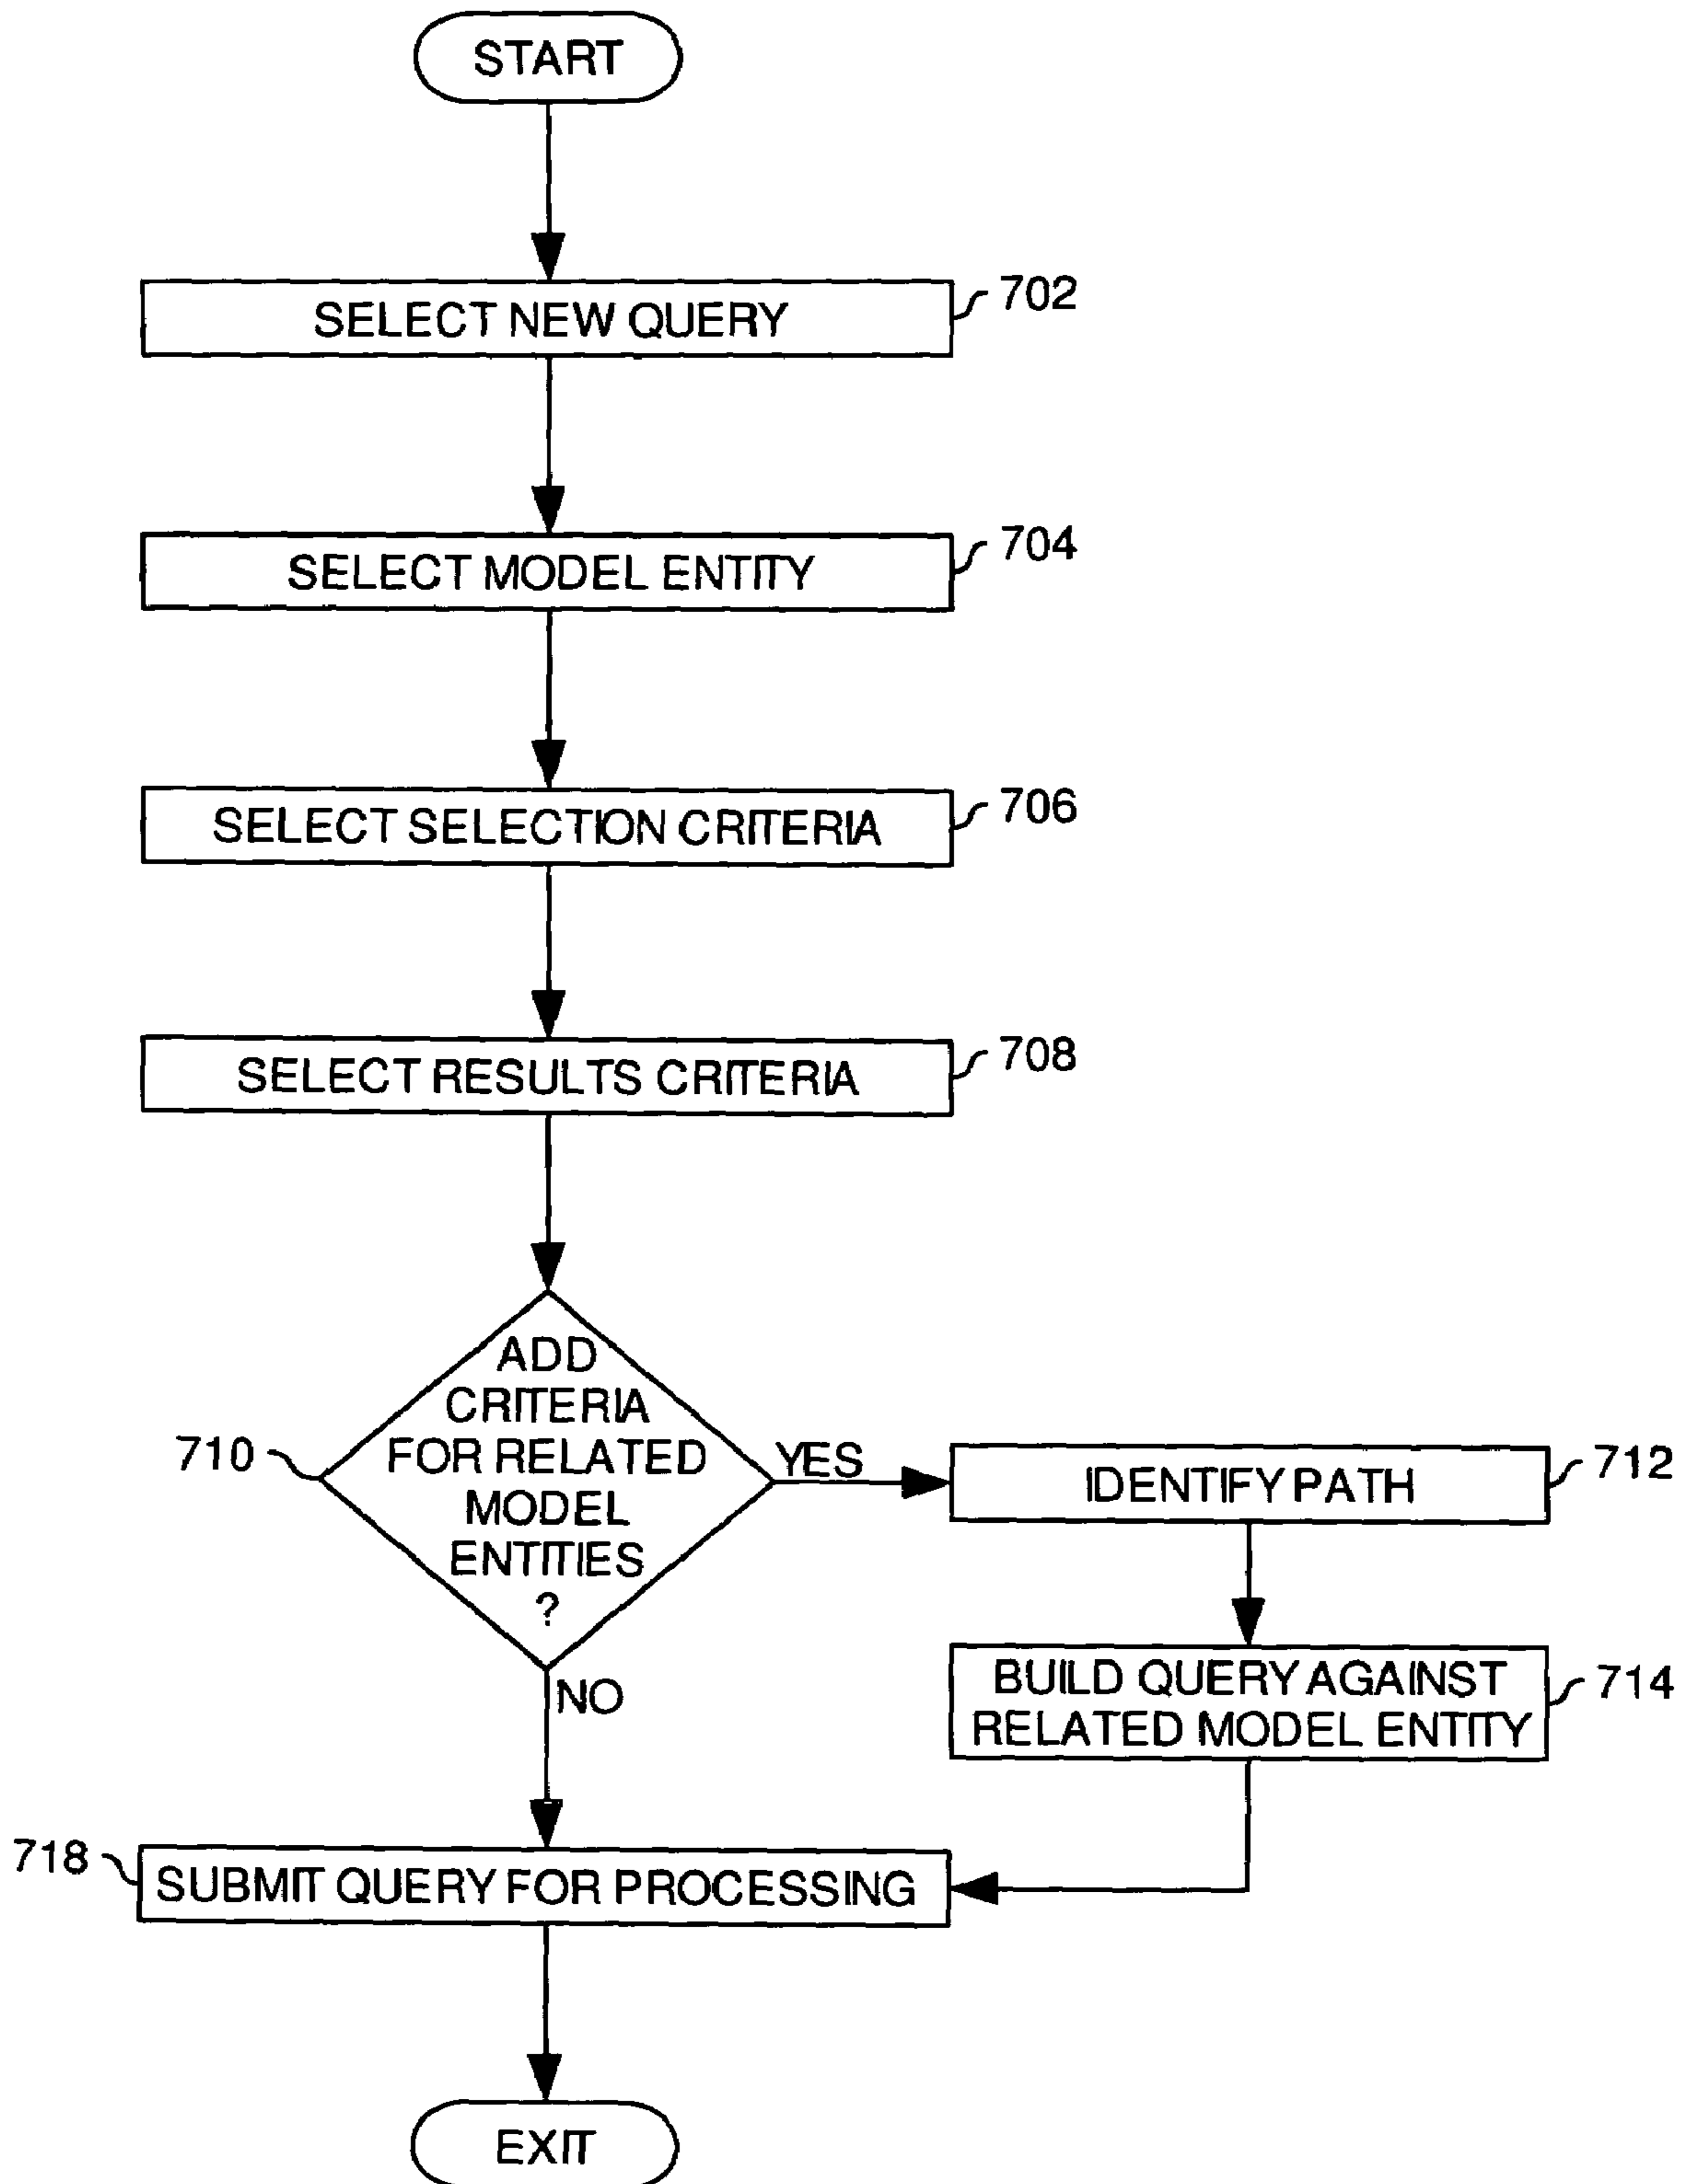 START
SELECT NEW QUERY
702
SELECT MODEL ENTITY
704
SELECT SELECTION CRITERIA
706
SELECT RESULTS CRITERIA
708
710
ADD
CRITERIA
FOR RELATED
MODEL
ENTITIES
?
YES
IDENTIFY PATH
712
BUILD QUERY AGAINST
RELATED MODEL ENTITY
714
NO
718
SUBMIT QUERY FOR PROCESSING
EXIT